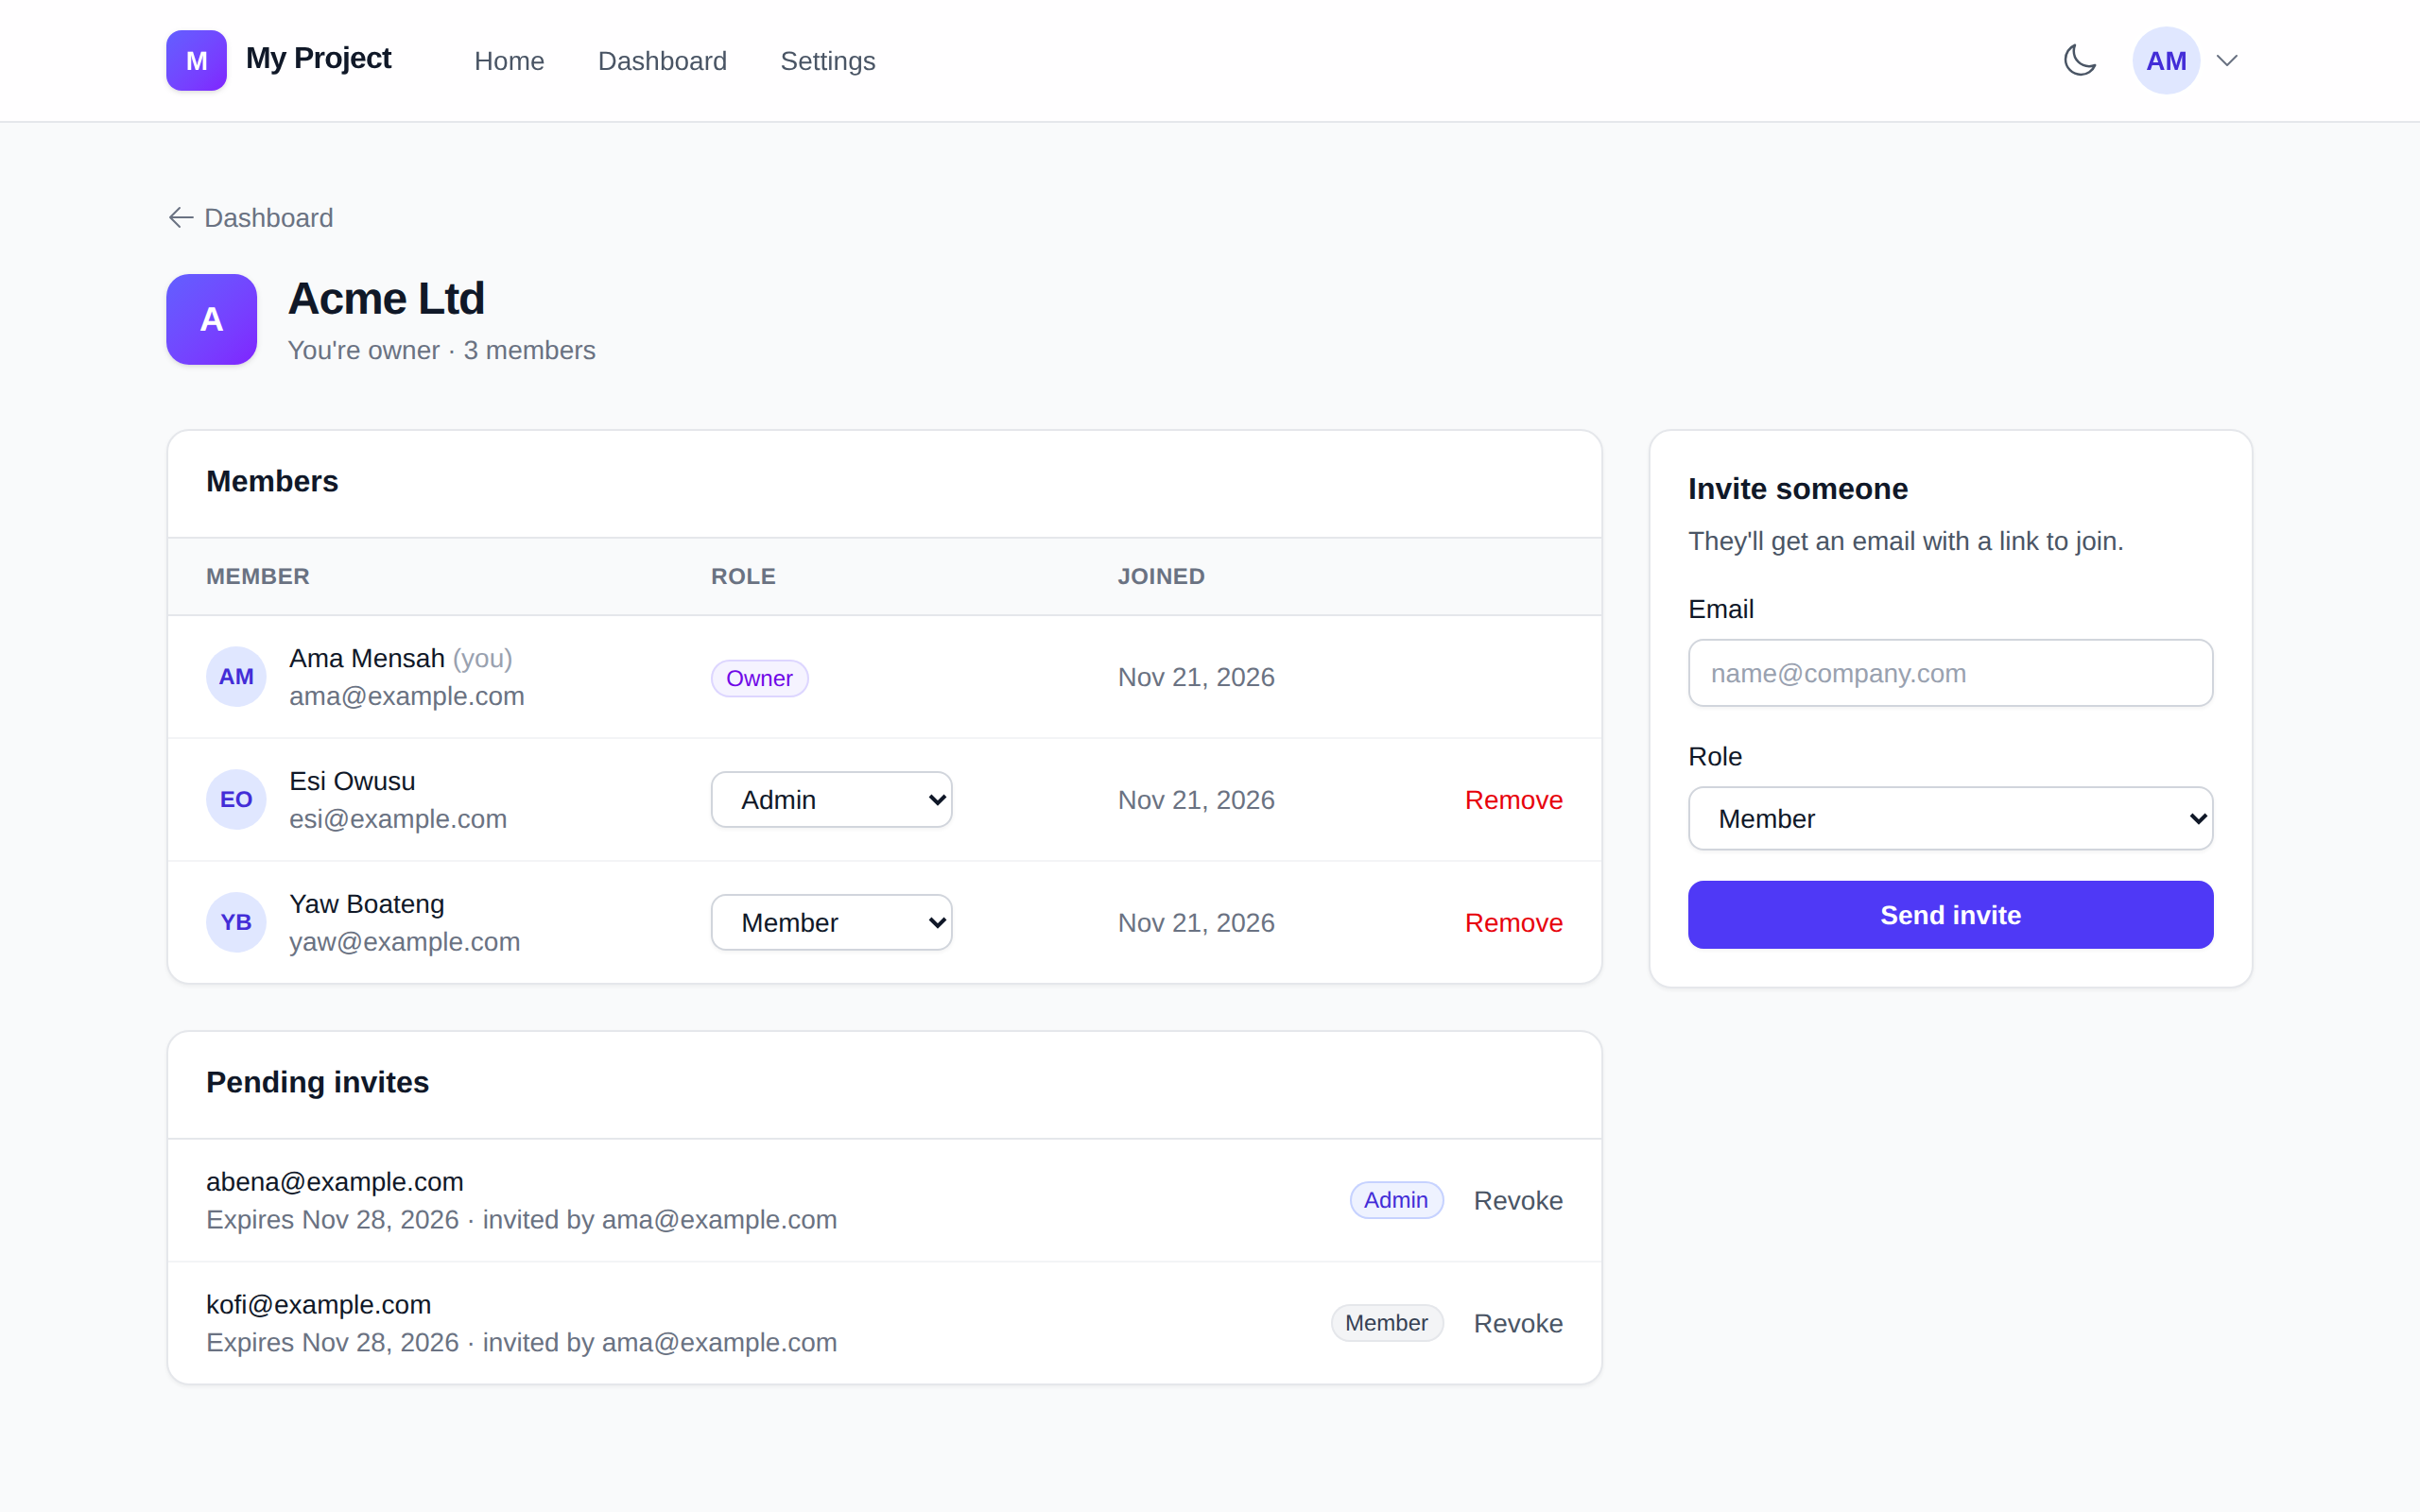 M My Project Home Dashboard Settings AM
← Dashboard
A
Acme Ltd
You're owner · 3 members
Members
MEMBER ROLE JOINED
AM
Ama Mensah (you)
ama@example.com
Owner
Nov 21, 2026
EO
Esi Owusu
esi@example.com
Admin
Nov 21, 2026
Remove
YB
Yaw Boateng
yaw@example.com
Member
Nov 21, 2026
Remove
Invite someone
They'll get an email with a link to join.
Email
name@company.com
Role
Member
Send invite
Pending invites
abena@example.com
Expires Nov 28, 2026 · invited by ama@example.com
Admin
Revoke
kofi@example.com
Expires Nov 28, 2026 · invited by ama@example.com
Member
Revoke